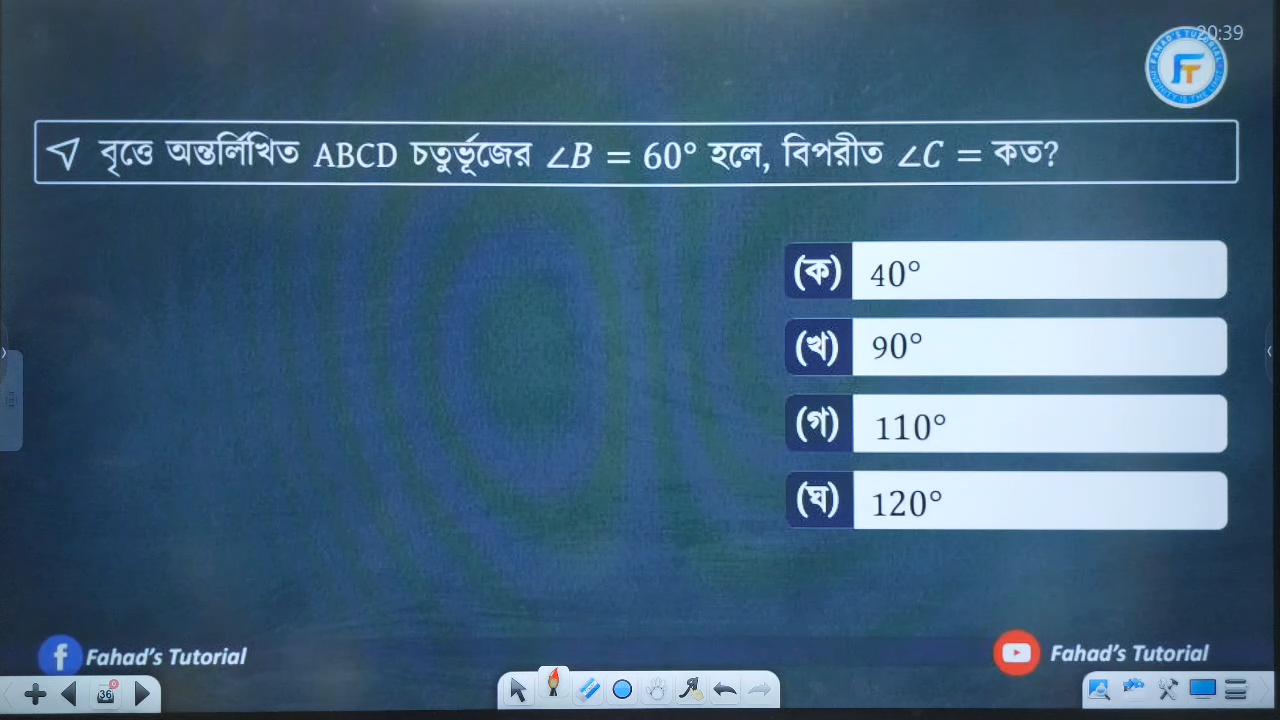 20:39
বৃত্তে অন্তর্লিখিত ABCD চতুর্ভূজের ∠B = 60° হলে, বিপরীত ∠C = কত?
(ক) 40°
(খ) 90°
(গ) 110°
(ঘ) 120°
Fahad's Tutorial
Fahad's Tutorial
36